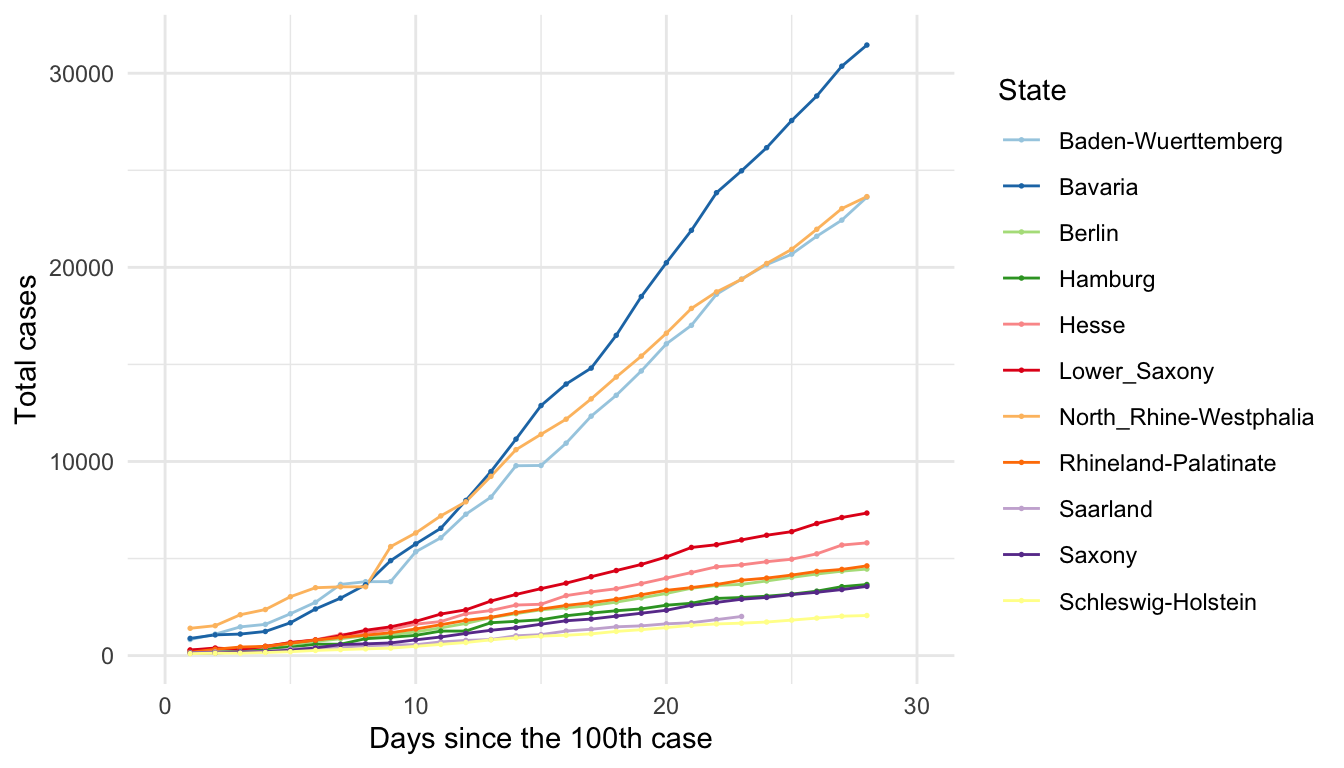 30000
20000
10000
0
Total cases
0 10 20 30
Days since the 100th case
State
Baden-Wuerttemberg
Bavaria
Berlin
Hamburg
Hesse
Lower_Saxony
North_Rhine-Westphalia
Rhineland-Palatinate
Saarland
Saxony
Schleswig-Holstein